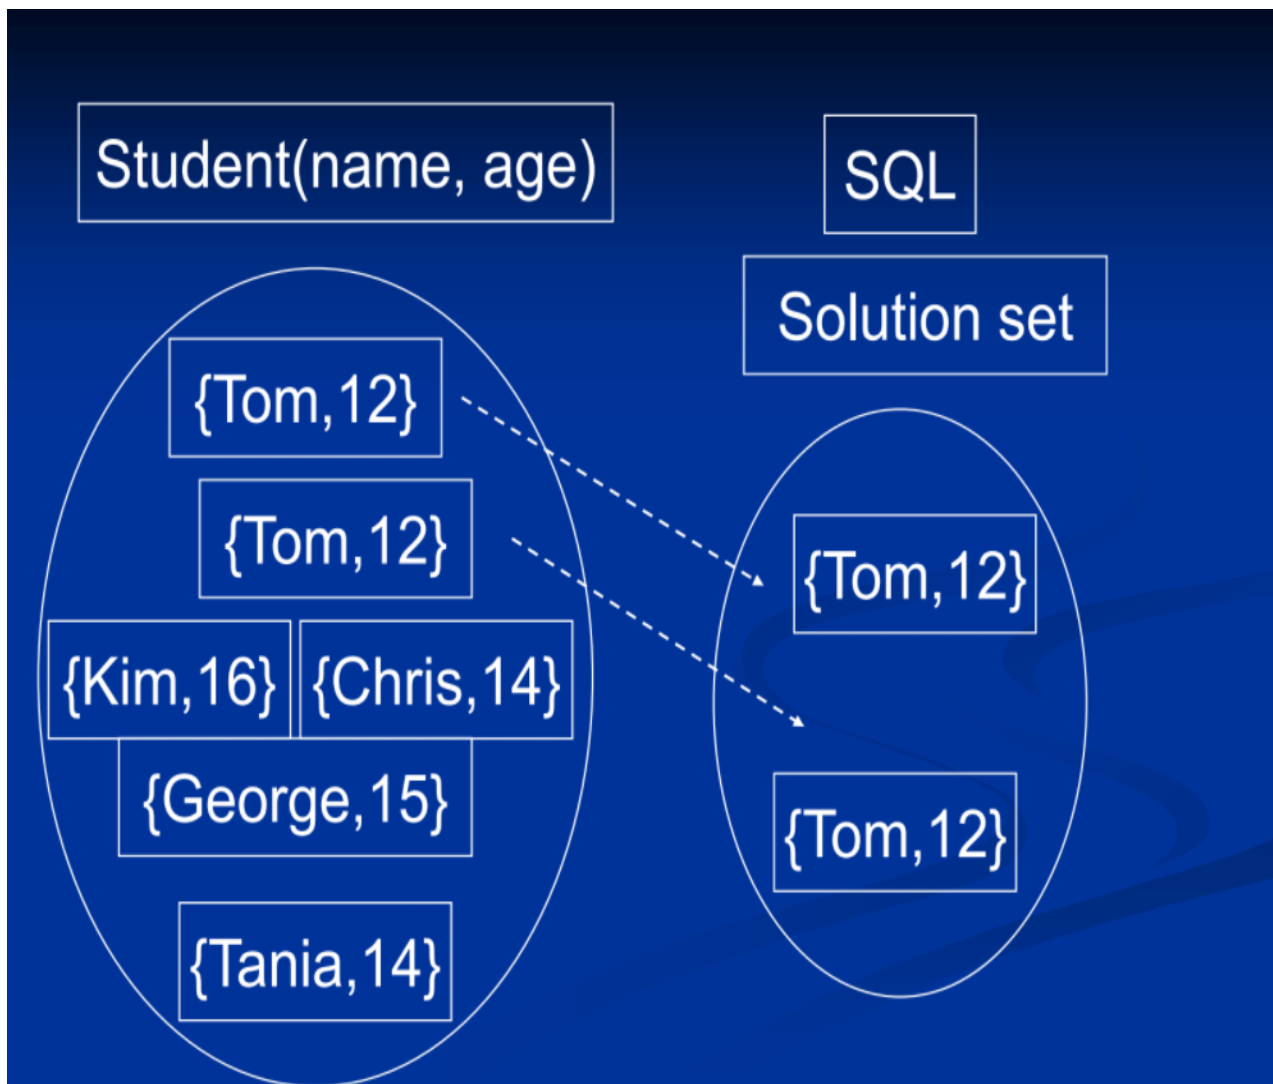 Student(name, age)
SQL
Solution set
{Tom,12}
{Tom,12}
{Kim,16} {Chris,14}
{George,15}
{Tania,14}
{Tom,12}
{Tom,12}